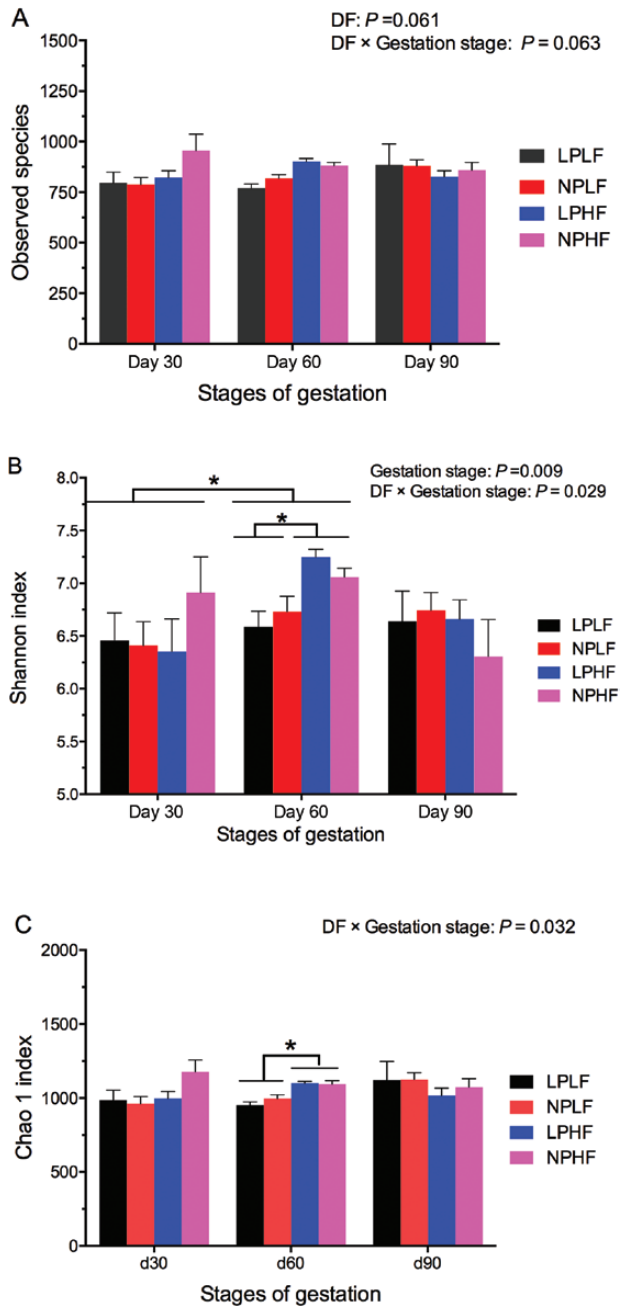 A
DF: P =0.061
DF × Gestation stage: P = 0.063
1500
1250
1000
750
500
250
0
Observed species
Day 30
Day 60
Day 90
Stages of gestation
LPLF
NPLF
LPHF
NPHF
B
Gestation stage: P =0.009
DF × Gestation stage: P = 0.029
8.0
7.5
7.0
6.5
6.0
5.5
5.0
Shannon index
*
*
Day 30
Day 60
Day 90
Stages of gestation
LPLF
NPLF
LPHF
NPHF
C
DF × Gestation stage: P = 0.032
2000
1500
1000
500
0
Chao 1 index
*
d30
d60
d90
Stages of gestation
LPLF
NPLF
LPHF
NPHF